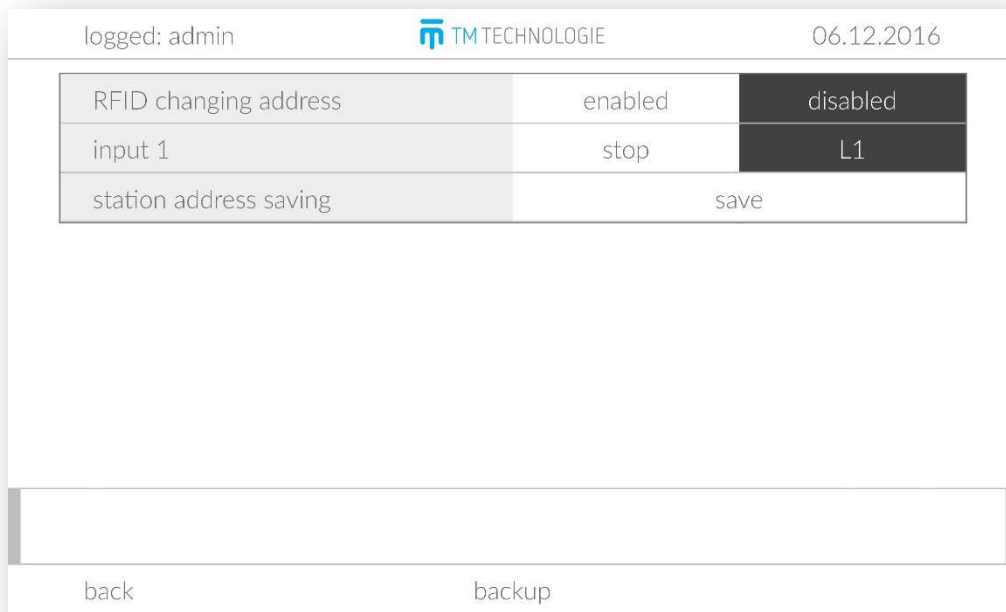 logged: admin TM TECHNOLOGIE 06.12.2016
RFID changing address enabled disabled
input 1 stop L1
station address saving save
back backup